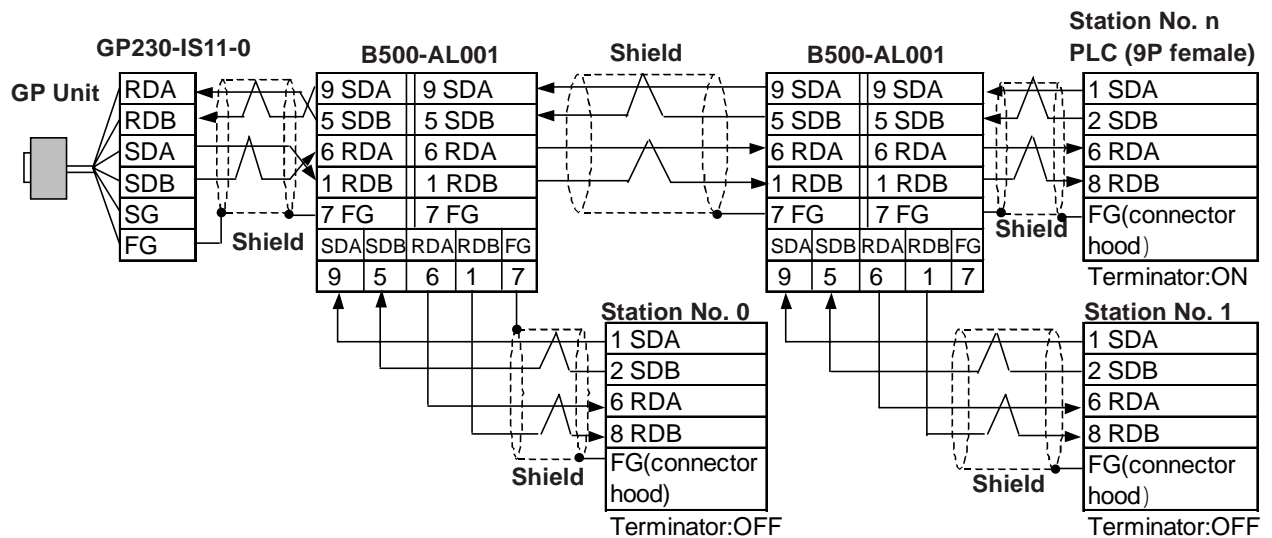 Station No. n
GP230-IS11-0
B500-AL001
Shield
B500-AL001
PLC (9P female)
GP Unit
RDA
9 SDA 9 SDA
9 SDA 9 SDA
1 SDA
RDB
5 SDB 5 SDB
5 SDB 5 SDB
2 SDB
SDA
6 RDA 6 RDA
6 RDA 6 RDA
6 RDA
SDB
1 RDB 1 RDB
1 RDB 1 RDB
8 RDB
SG
7 FG 7 FG
7 FG 7 FG
FG(connector
hood)
FG
Shield
Shield
SDA SDB RDA RDB FG
9 5 6 1 7
SDA SDB RDA RDB FG
9 5 6 1 7
Terminator:ON
Station No. 0
1 SDA
2 SDB
6 RDA
8 RDB
FG(connector
hood)
Shield
Terminator:OFF
Station No. 1
1 SDA
2 SDB
6 RDA
8 RDB
FG(connector
hood)
Shield
Terminator:OFF